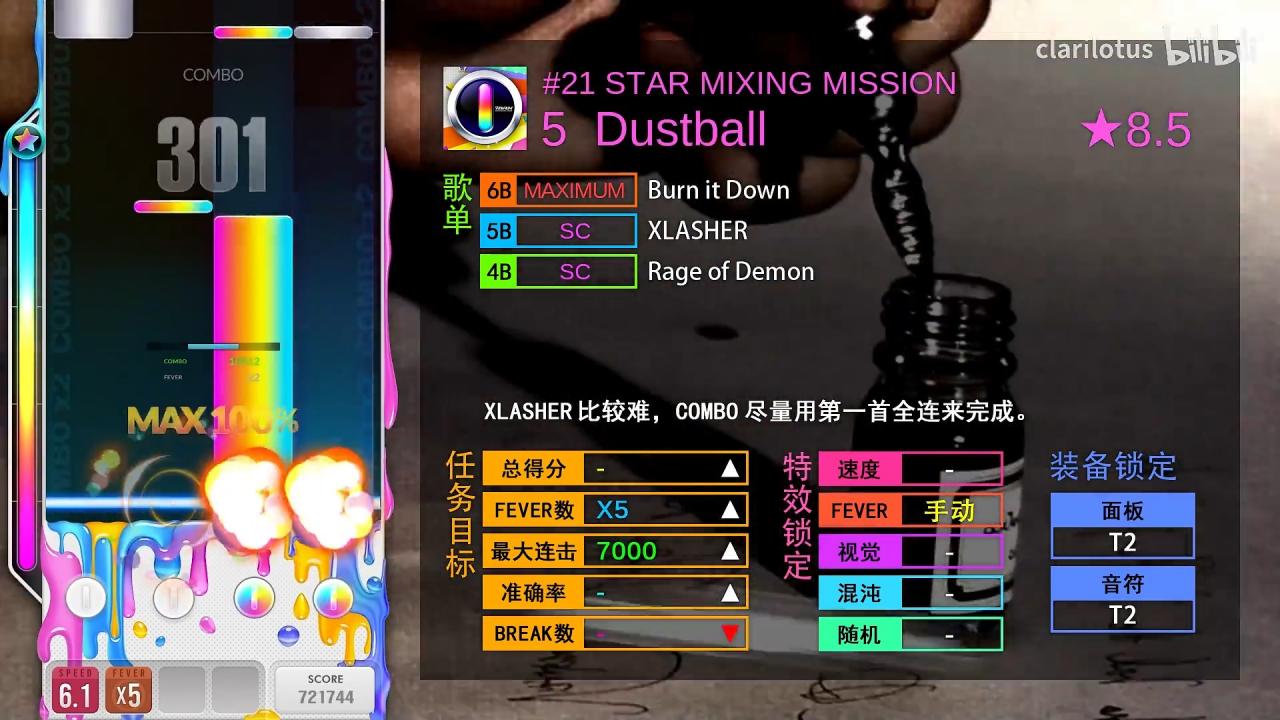 clarilotus bilibili
COMBO
301
COMBO
FEVER
MAX 100%
SPEED
6.1
FEVER
X5
SCORE
721744
#21 STAR MIXING MISSION
5 Dustball
★8.5
歌单
6B MAXIMUM Burn it Down
5B SC XLASHER
4B SC Rage of Demon
XLASHER 比较难，COMBO 尽量用第一首全连来完成。
任务目标
总得分 - ▲
FEVER数 X5 ▲
最大连击 7000 ▲
准确率 - ▲
BREAK数 - ▼
特效锁定
速度 -
FEVER 手动
视觉 -
混沌 -
随机 -
装备锁定
面板
T2
音符
T2